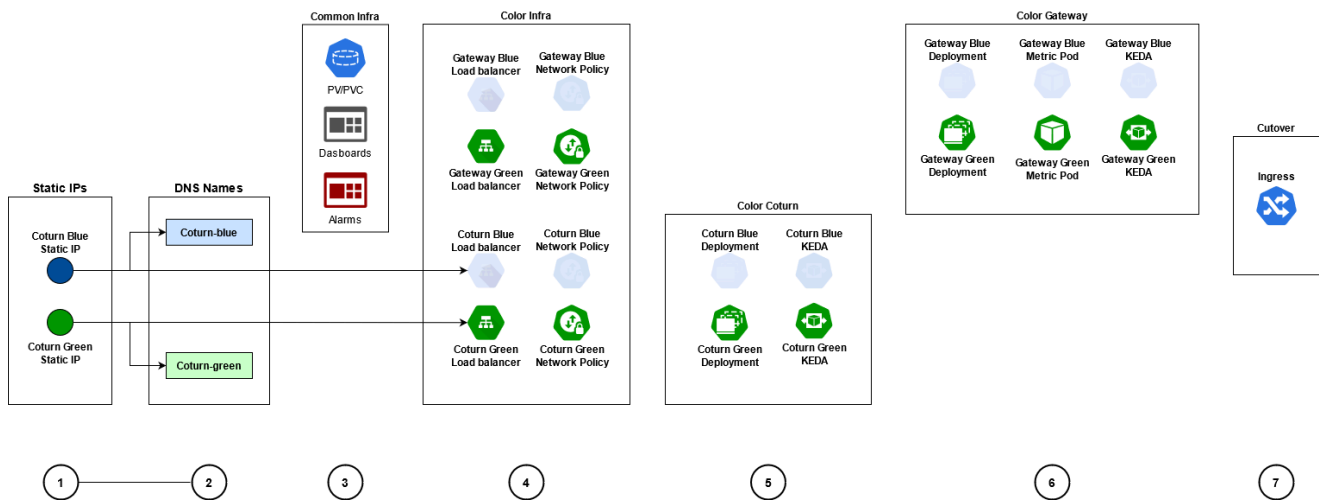 Static IPs
Coturn Blue
Static IP
Coturn Green
Static IP
DNS Names
Coturn-blue
Coturn-green
Common Infra
PV/PVC
Dasboards
Alarms
Color Infra
Gateway Blue
Load balancer
Gateway Blue
Network Policy
Gateway Green
Load balancer
Gateway Green
Network Policy
Coturn Blue
Load balancer
Coturn Blue
Network Policy
Coturn Green
Load balancer
Coturn Green
Network Policy
Color Coturn
Coturn Blue
Deployment
Coturn Blue
KEDA
Coturn Green
Deployment
Coturn Green
KEDA
Color Gateway
Gateway Blue
Deployment
Gateway Blue
Metric Pod
Gateway Blue
KEDA
Gateway Green
Deployment
Gateway Green
Metric Pod
Gateway Green
KEDA
Cutover
Ingress
1
2
3
4
5
6
7